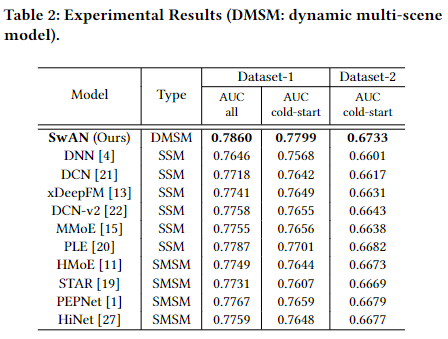 Table 2: Experimental Results (DMSM: dynamic multi-scene
model).
Model Type Dataset-1 Dataset-2
AUC all AUC cold-start AUC cold-start
SwAN (Ours) DMSM 0.7860 0.7799 0.6733
DNN [4] SSM 0.7646 0.7568 0.6601
DCN [21] SSM 0.7718 0.7642 0.6617
xDeepFM [13] SSM 0.7741 0.7649 0.6631
DCN-v2 [22] SSM 0.7758 0.7655 0.6643
MMoE [15] SSM 0.7755 0.7656 0.6638
PLE [20] SSM 0.7787 0.7701 0.6682
HMoE [11] SMSM 0.7749 0.7644 0.6673
STAR [19] SMSM 0.7731 0.7607 0.6669
PEPNet [1] SMSM 0.7767 0.7659 0.6679
HiNet [27] SMSM 0.7759 0.7648 0.6677